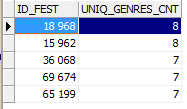 ID_FEST UNIQ_GENRES_CNT
18 968 8
15 962 8
36 068 7
69 674 7
65 199 7